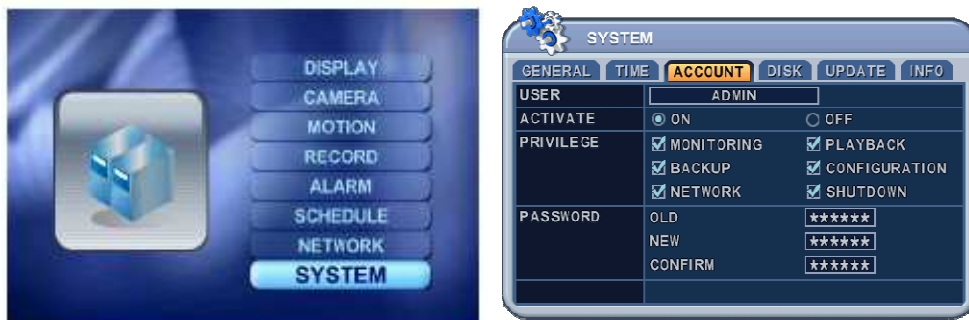 DISPLAY
CAMERA
MOTION
RECORD
ALARM
SCHEDULE
NETWORK
SYSTEM
SYSTEM
GENERAL TIME ACCOUNT DISK UPDATE INFO
USER ADMIN
ACTIVATE ON OFF
PRIVILEGE MONITORING PLAYBACK
BACKUP CONFIGURATION
NETWORK SHUTDOWN
PASSWORD OLD ******
NEW ******
CONFIRM ******